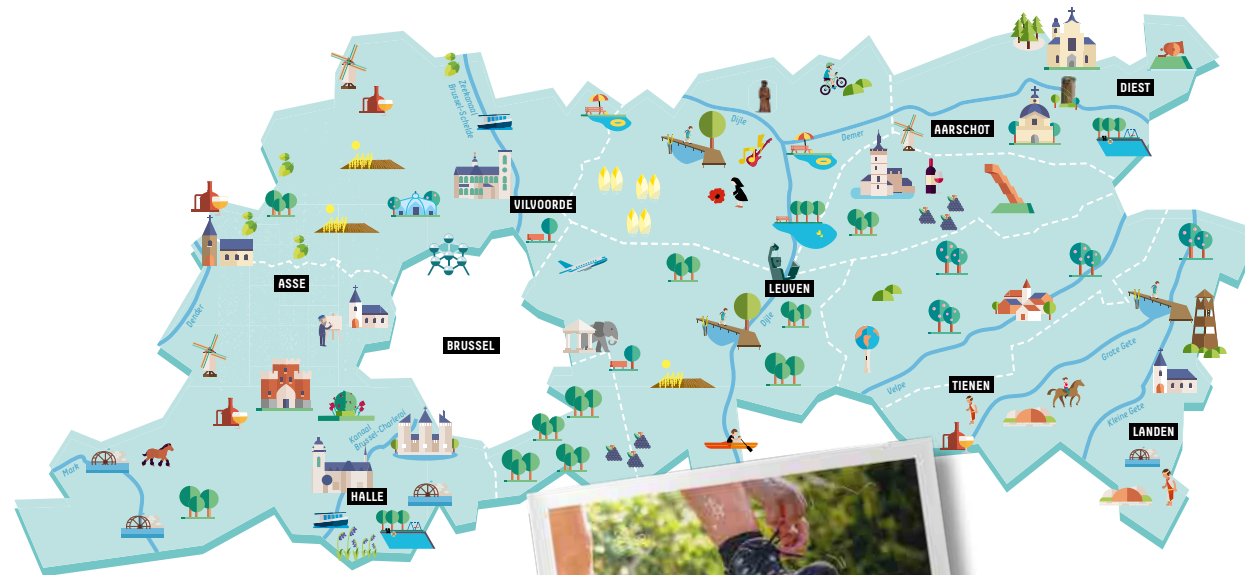 Zeekanaal
Brussel-Schelde
DIEST
Dijle
Demer
AARSCHOT
VILVOORDE
ASSE
LEUVEN
Dender
Dijle
BRUSSEL
Grote Gete
Velpe
TIENEN
Kleine Gete
LANDEN
Kanaal
Brussel-Charleroi
Mark
HALLE